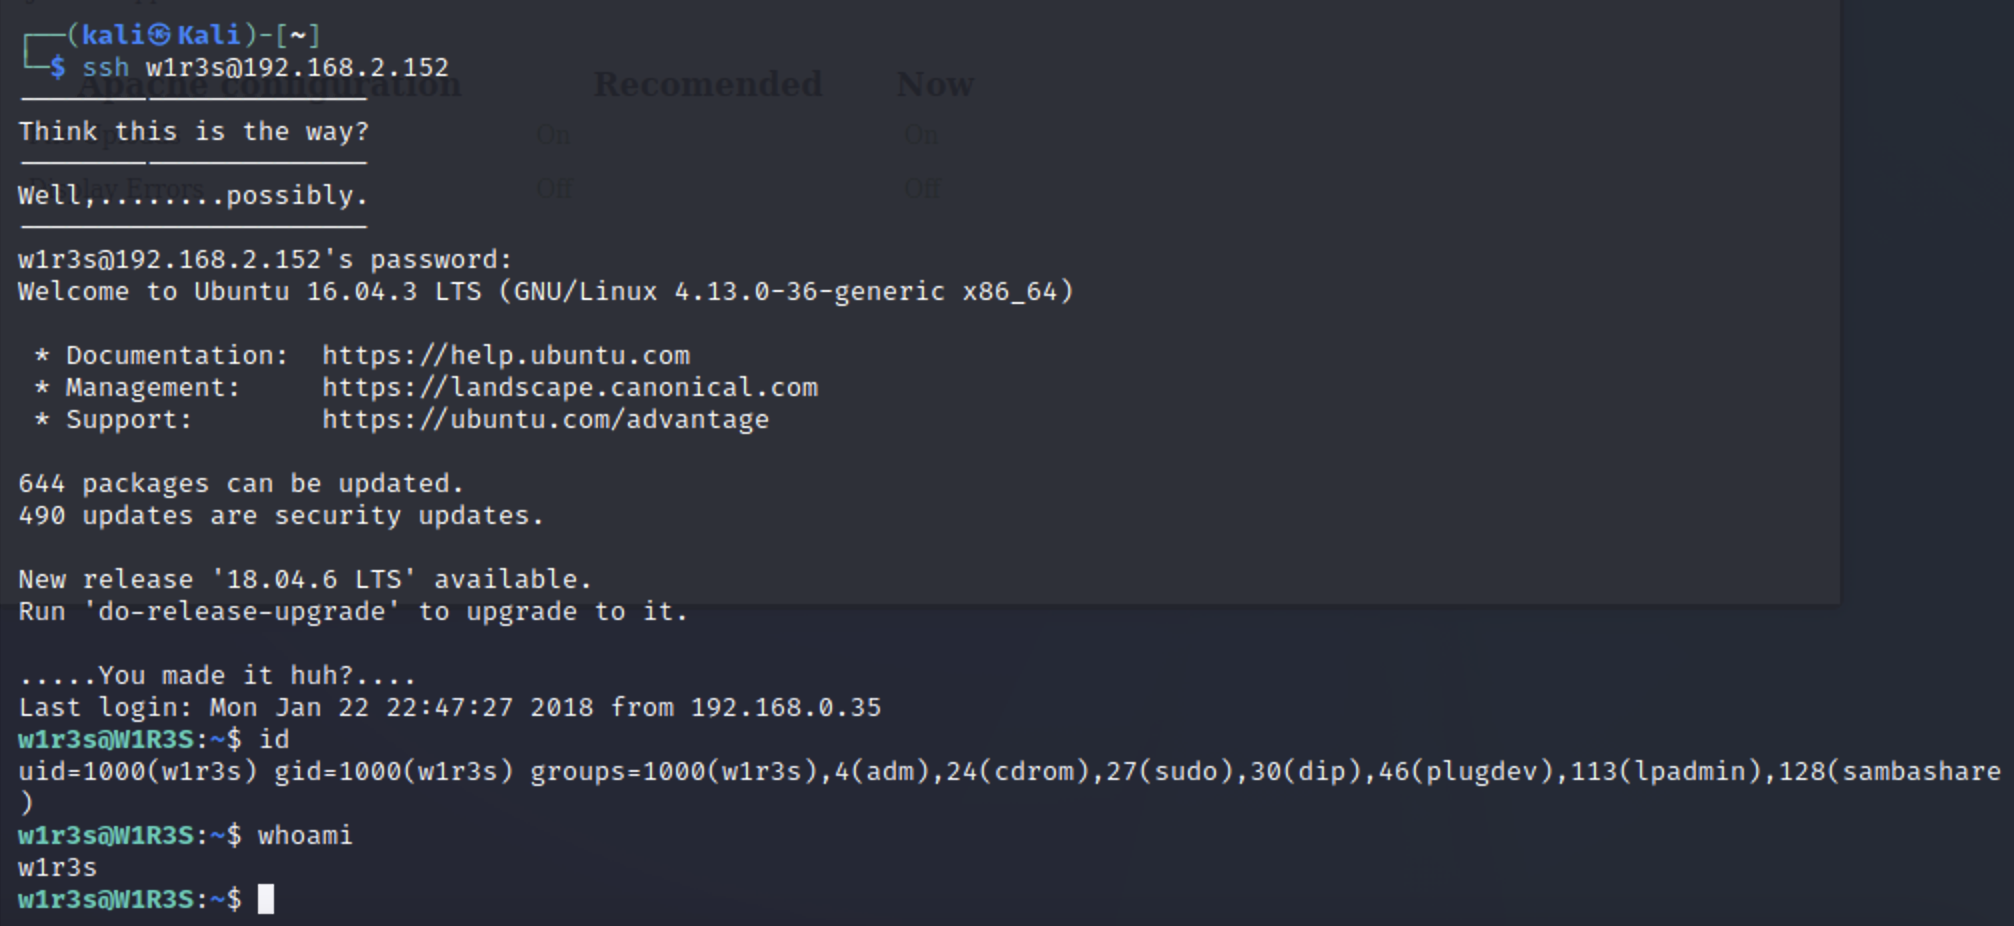 ┌──(kali㉿Kali)-[~]
└─$ ssh w1r3s@192.168.2.152
Apache configuration Recomended Now
----------------------
Think this is the way?
On On
----------------------
Display Errors Off Off
Well,........possibly.
----------------------
w1r3s@192.168.2.152's password:
Welcome to Ubuntu 16.04.3 LTS (GNU/Linux 4.13.0-36-generic x86_64)
* Documentation:  https://help.ubuntu.com
* Management:     https://landscape.canonical.com
* Support:        https://ubuntu.com/advantage
644 packages can be updated.
490 updates are security updates.
New release '18.04.6 LTS' available.
Run 'do-release-upgrade' to upgrade to it.
.....You made it huh?....
Last login: Mon Jan 22 22:47:27 2018 from 192.168.0.35
w1r3s@W1R3S:~$ id
uid=1000(w1r3s) gid=1000(w1r3s) groups=1000(w1r3s),4(adm),24(cdrom),27(sudo),30(dip),46(plugdev),113(lpadmin),128(sambashare
)
w1r3s@W1R3S:~$ whoami
w1r3s
w1r3s@W1R3S:~$